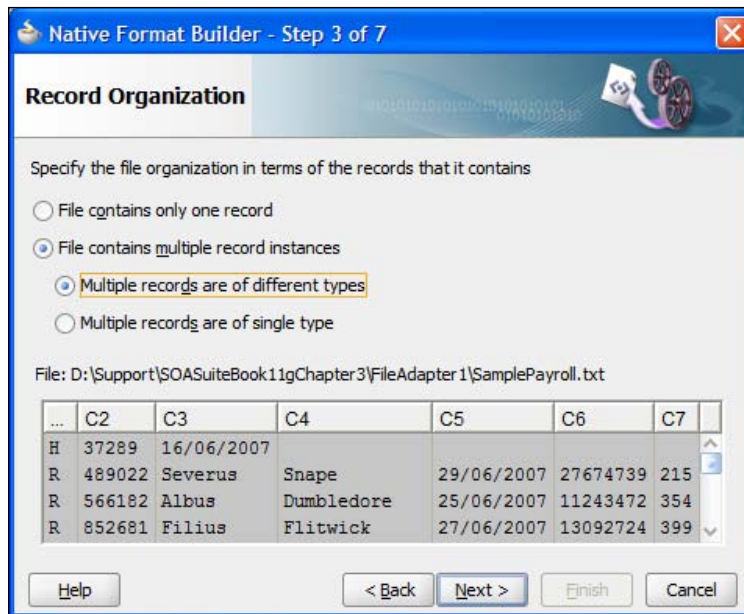 Native Format Builder - Step 3 of 7
Record Organization
Specify the file organization in terms of the records that it contains
File contains only one record
File contains multiple record instances
Multiple records are of different types
Multiple records are of single type
File: D:\Support\SOASuiteBook11gChapter3\FileAdapter1\SamplePayroll.txt
... C2 C3 C4 C5 C6 C7
H 37289 16/06/2007
R 489022 Severus Snape 29/06/2007 27674739 215
R 566182 Albus Dumbledore 25/06/2007 11243472 354
R 852681 Filius Flitwick 27/06/2007 13092724 399
Help < Back Next > Finish Cancel